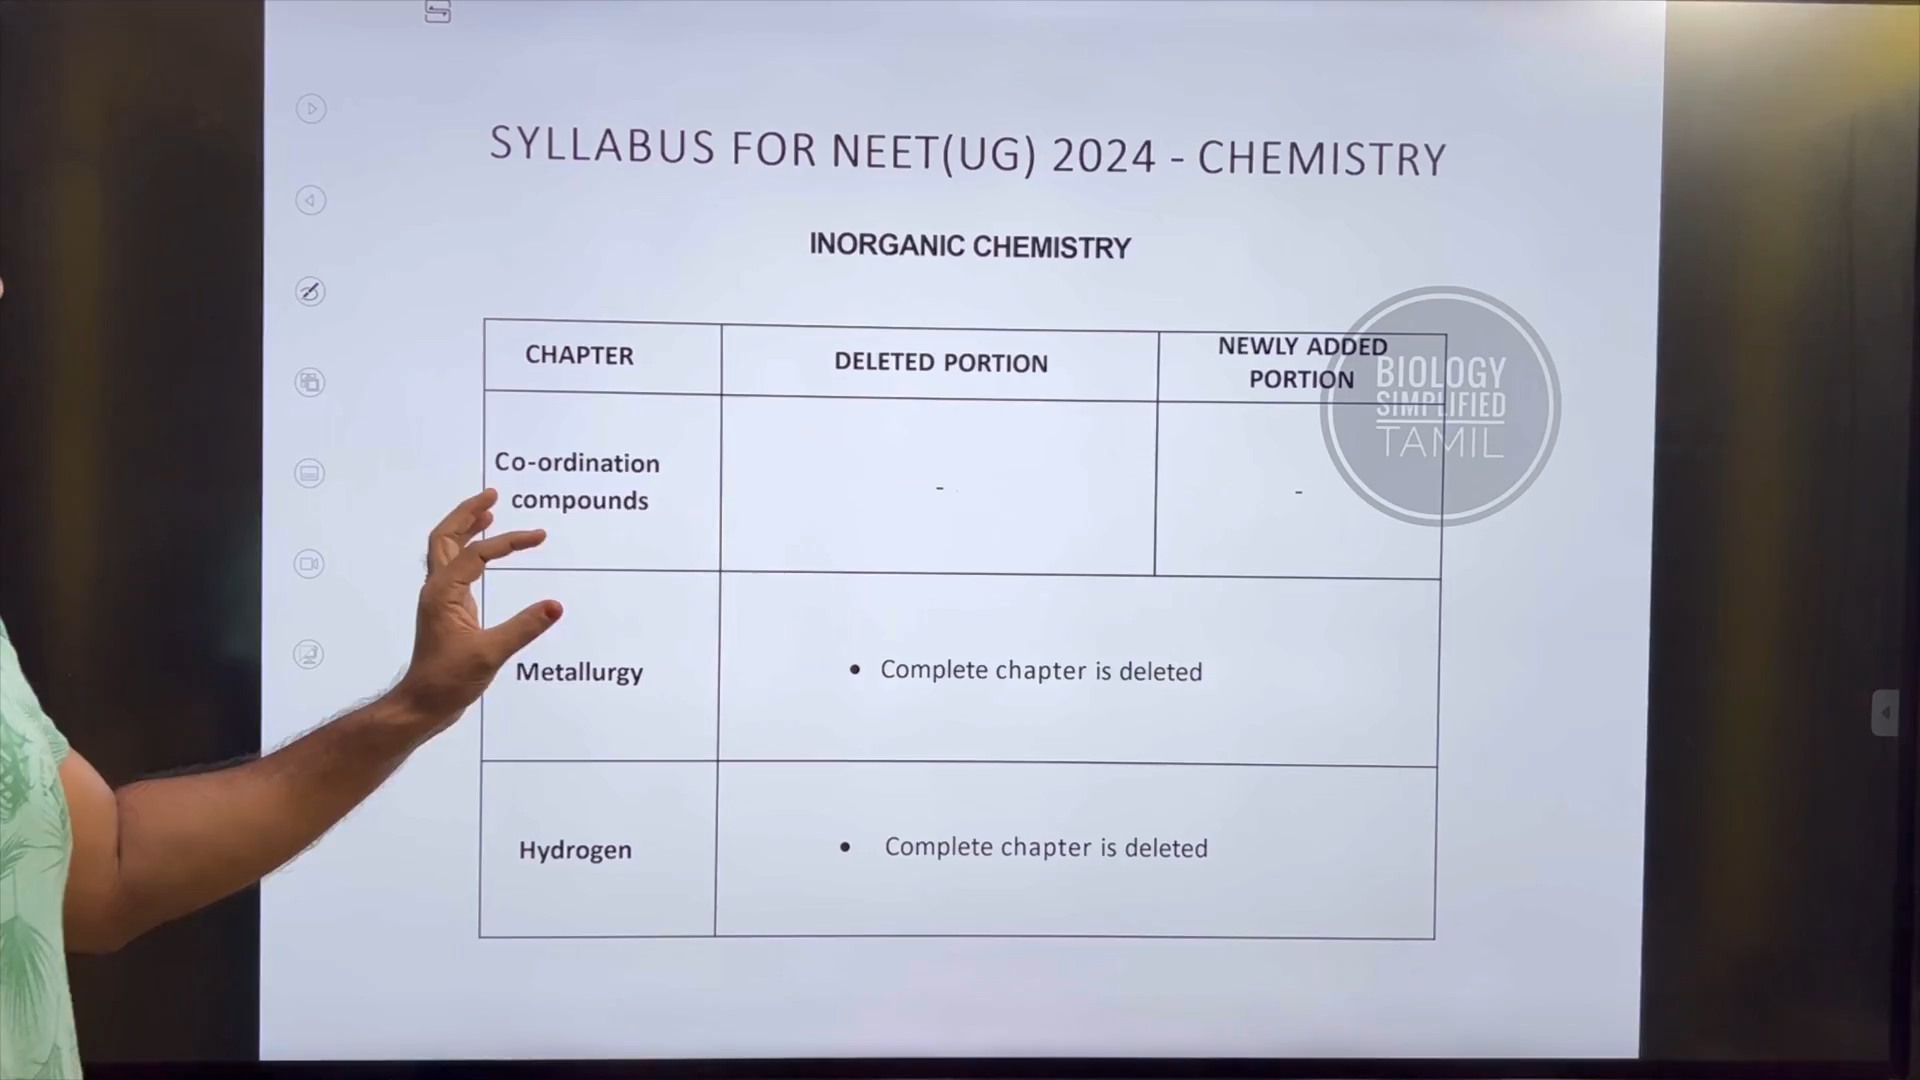 SYLLABUS FOR NEET(UG) 2024 - CHEMISTRY
INORGANIC CHEMISTRY
CHAPTER
DELETED PORTION
NEWLY ADDED
PORTION
BIOLOGY
SIMPLIFIED
TAMIL
Co-ordination
compounds
-
-
Metallurgy
• Complete chapter is deleted
Hydrogen
• Complete chapter is deleted